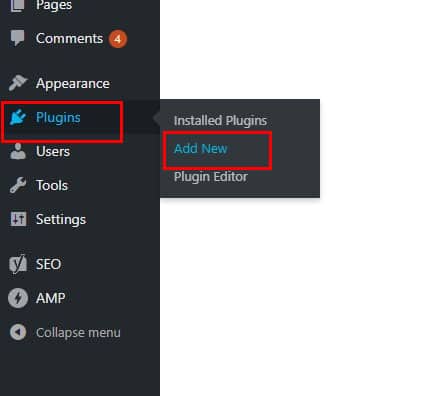 Pages
Comments 4
Appearance
Plugins
Installed Plugins
Add New
Plugin Editor
Users
Tools
Settings
SEO
AMP
Collapse menu